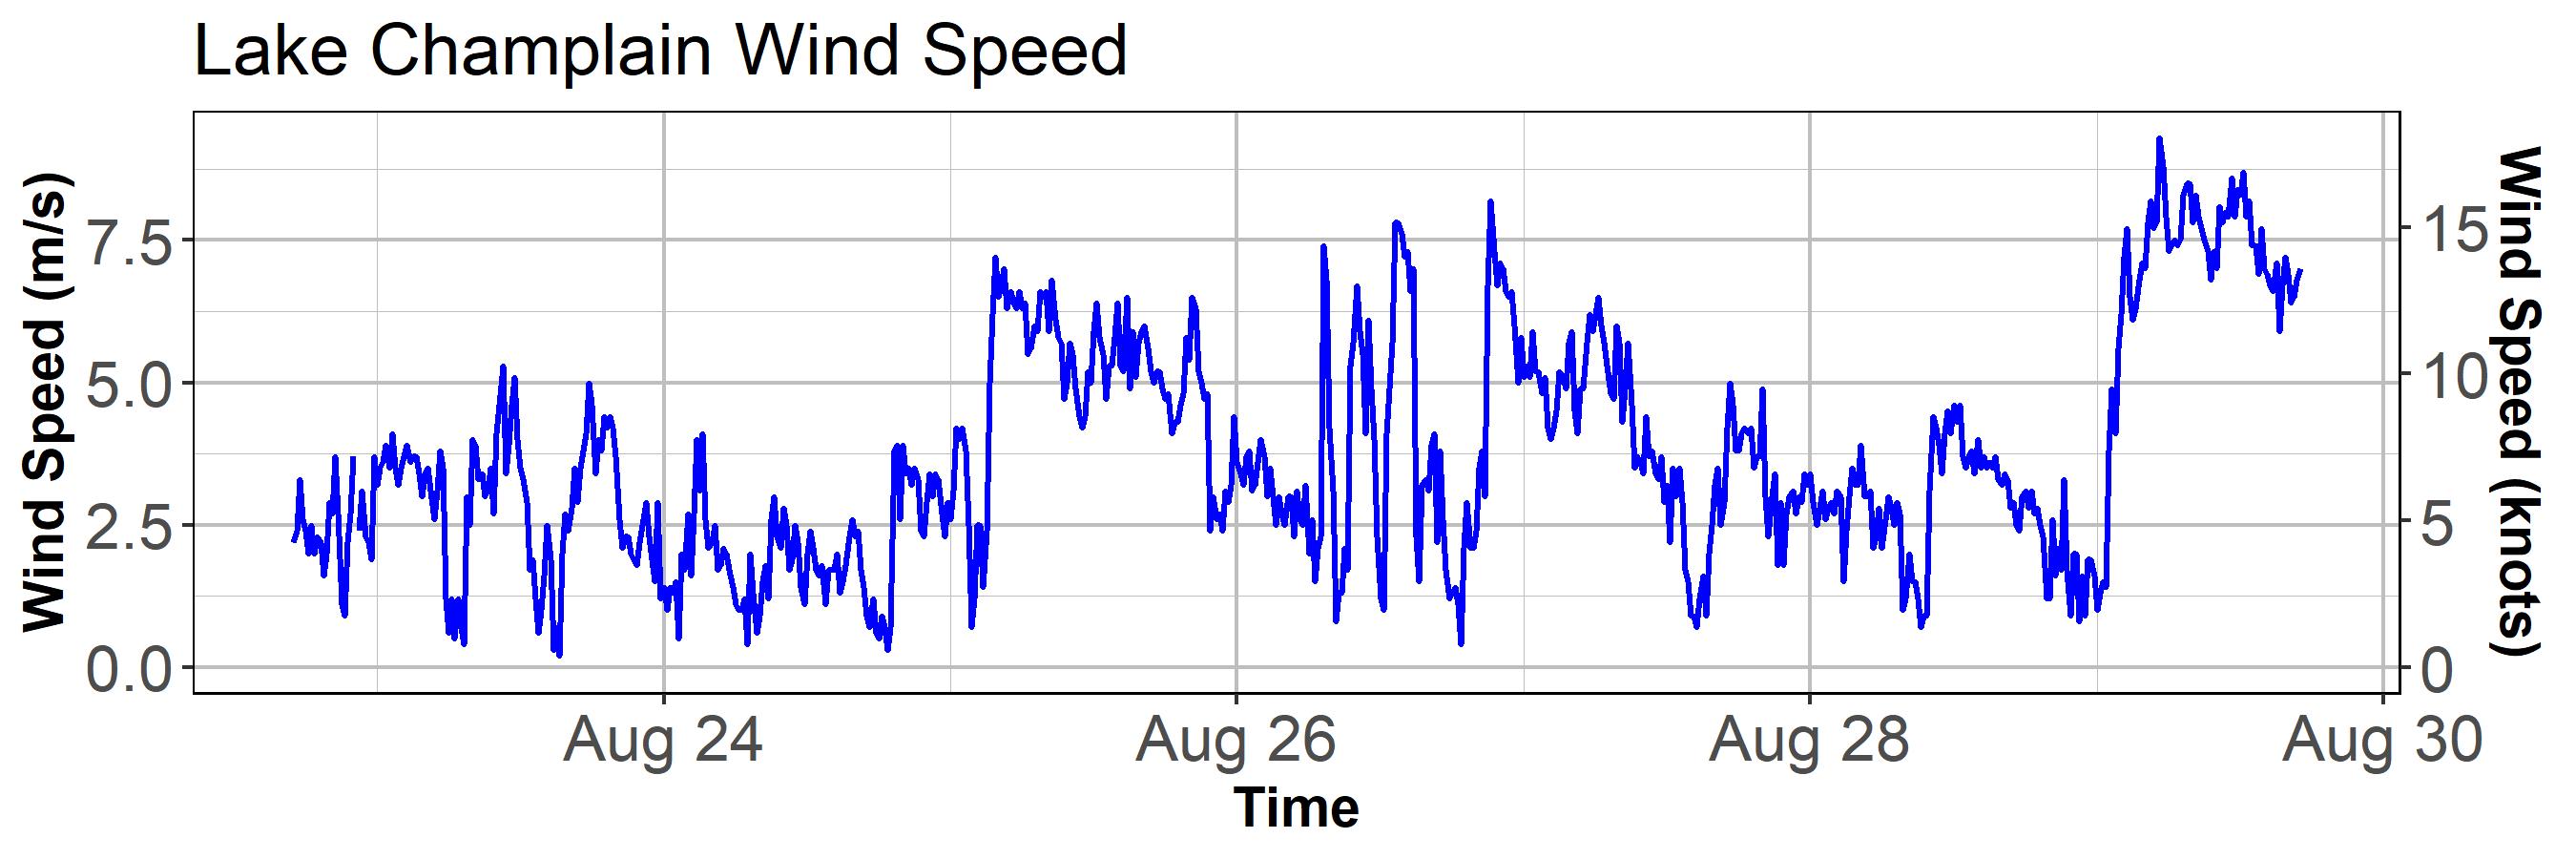 Lake Champlain Wind Speed
Wind Speed (m/s)
7.5
5.0
2.5
0.0
15
10
5
0
Wind Speed (knots)
Aug 24
Aug 26
Aug 28
Aug 30
Time